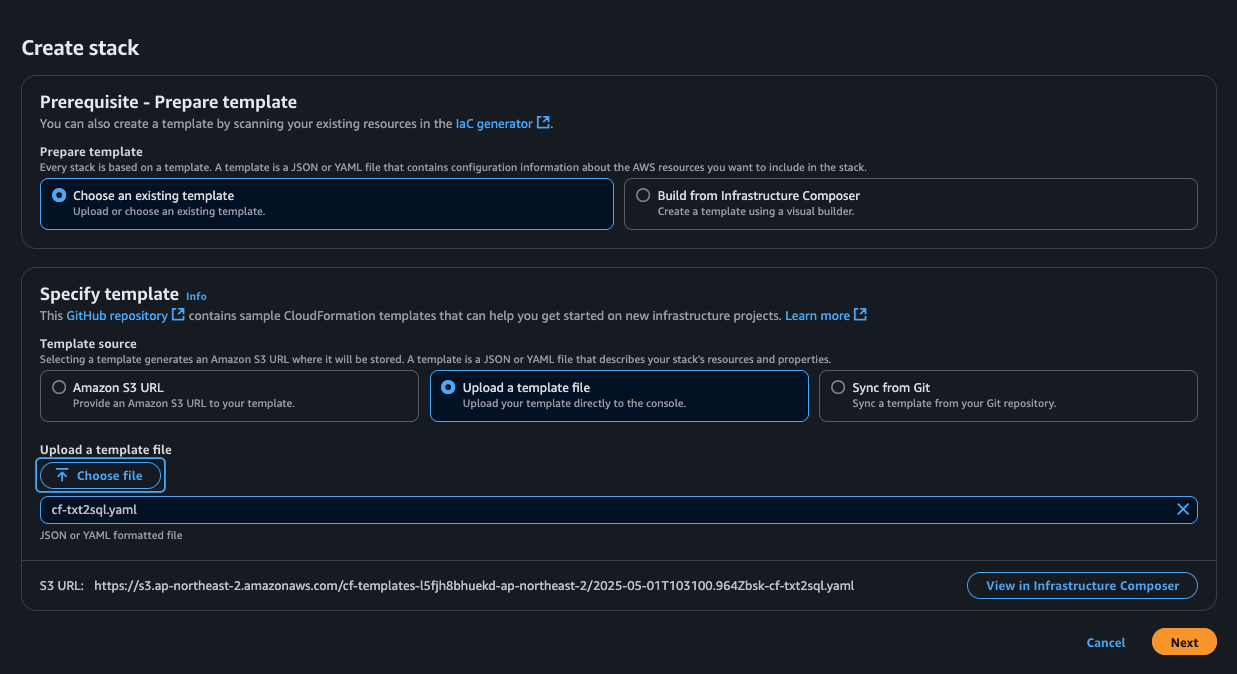 Create stack
Prerequisite - Prepare template
You can also create a template by scanning your existing resources in the IaC generator.
Prepare template
Every stack is based on a template. A template is a JSON or YAML file that contains configuration information about the AWS resources you want to include in the stack.
Choose an existing template
Upload or choose an existing template.
Build from Infrastructure Composer
Create a template using a visual builder.
Specify template Info
This GitHub repository contains sample CloudFormation templates that can help you get started on new infrastructure projects. Learn more
Template source
Selecting a template generates an Amazon S3 URL where it will be stored. A template is a JSON or YAML file that describes your stack's resources and properties.
Amazon S3 URL
Provide an Amazon S3 URL to your template.
Upload a template file
Upload your template directly to the console.
Sync from Git
Sync a template from your Git repository.
Upload a template file
Choose file
cf-txt2sql.yaml
JSON or YAML formatted file
S3 URL: https://s3.ap-northeast-2.amazonaws.com/cf-templates-l5fjh8bhuekd-ap-northeast-2/2025-05-01T103100.964Zbsk-cf-txt2sql.yaml
View in Infrastructure Composer
Cancel
Next